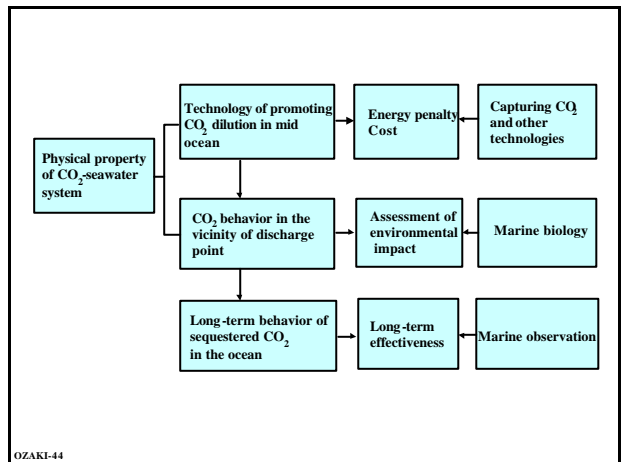 Technology of promoting
CO2 dilution in mid
ocean
Energy penalty
Cost
Capturing CO2
and other
technologies
Physical property
of CO2-seawater
system
CO2 behavior in the
vicinity of discharge
point
Assessment of
environmental
impact
Marine biology
Long-term behavior of
sequestered CO2
in the ocean
Long-term
effectiveness
Marine observation
OZAKI-44